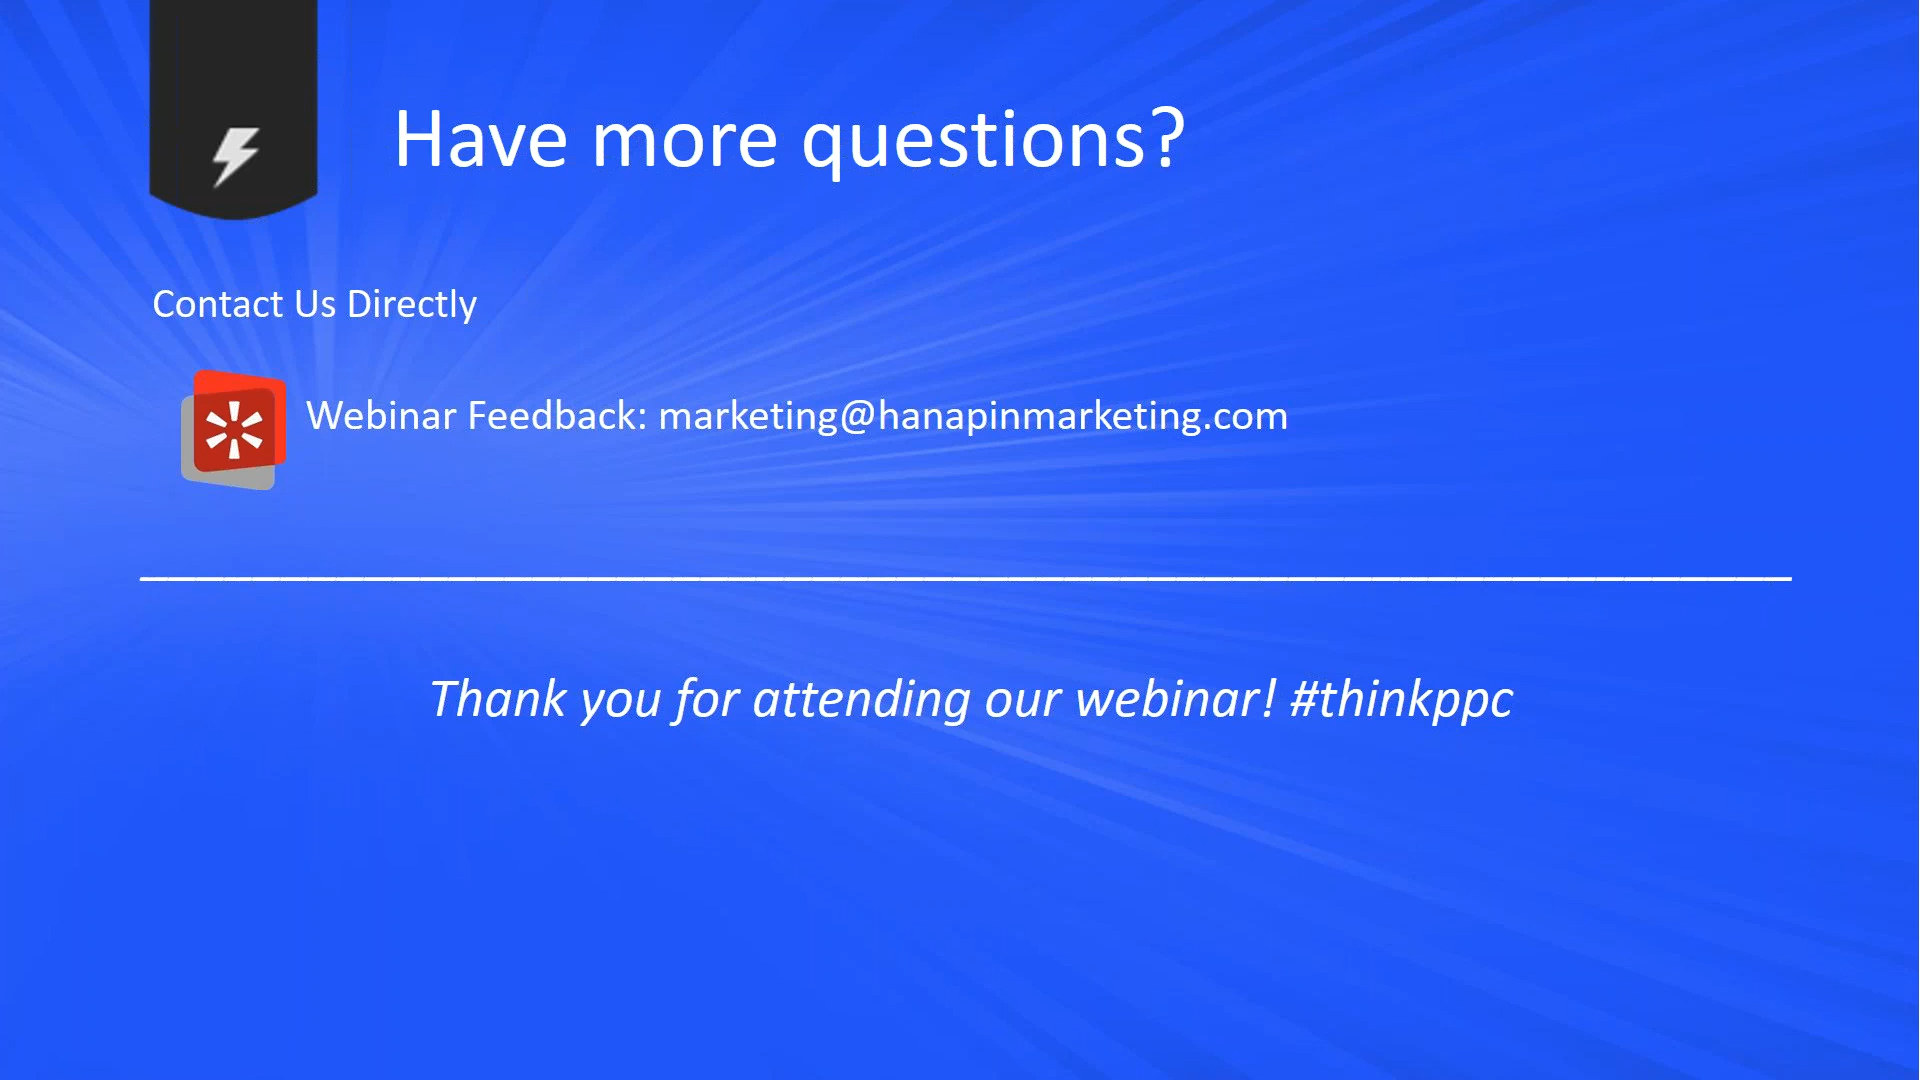 Have more questions?
Contact Us Directly
Webinar Feedback: marketing@hanapinmarketing.com
Thank you for attending our webinar! #thinkppc